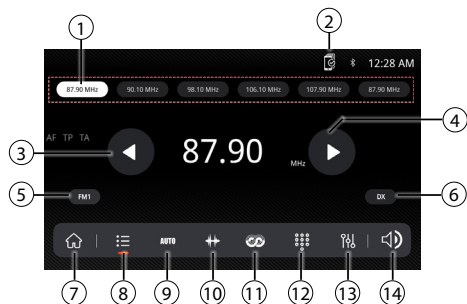 1
2
12:28 AM
87.90 MHz 90.10 MHz 98.10 MHz 106.10 MHz 107.90 MHz 87.90 MHz
4
AF TP TA
3
87.90 MHz
5 FM1 DX 6
AUTO
7 8 9 10 11 12 13 14